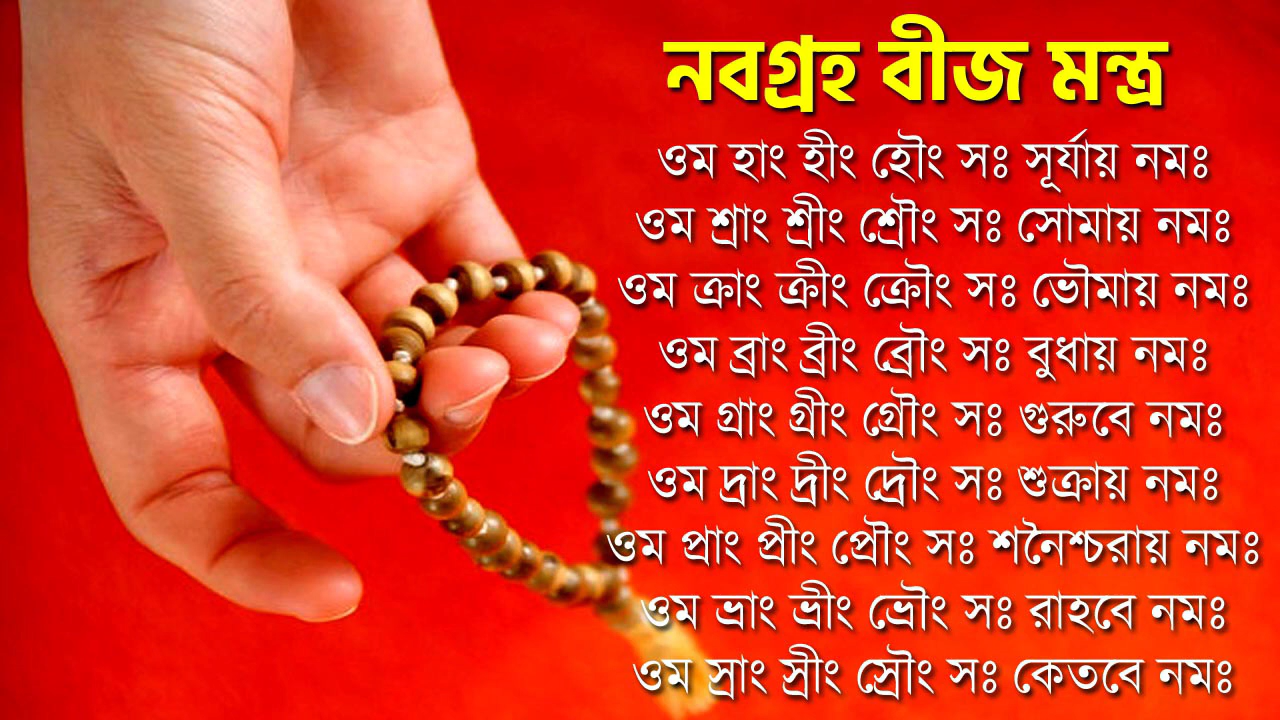 নবগ্রহ বীজ মন্ত্র
ওম হাং হীং হৌং সঃ সূর্যায় নমঃ
ওম শ্রাং শ্রীং শ্রৌং সঃ সোমায় নমঃ
ওম ক্রাং ক্রীং ক্রৌং সঃ ভৌমায় নমঃ
ওম ব্রাং ব্রীং ব্রৌং সঃ বুধায় নমঃ
ওম গ্রাং গ্রীং গ্রৌং সঃ গুরুবে নমঃ
ওম দ্রাং দ্রীং দ্রৌং সঃ শুক্রায় নমঃ
ওম প্রাং প্রীং প্রৌং সঃ শনৈশ্চরায় নমঃ
ওম ভ্রাং ভ্রীং ভ্রৌং সঃ রাহবে নমঃ
ওম স্রাং স্রীং স্রৌং সঃ কেতবে নমঃ